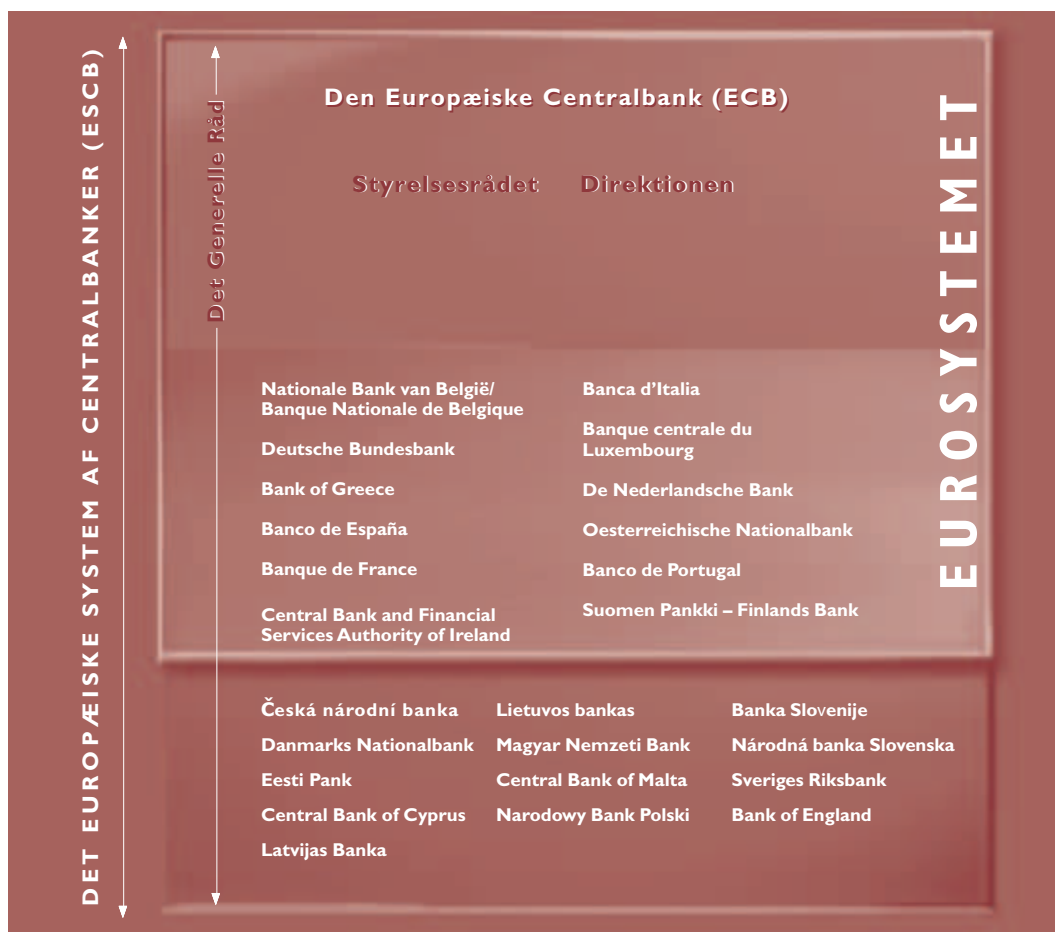 DET EUROPÆISKE SYSTEM AF CENTRALBANKER (ESCB)
Det Generelle Råd
Den Europæiske Centralbank (ECB)
Styrelsesrådet Direktionen
EUROSYSTEMET
Nationale Bank van België/
Banque Nationale de Belgique
Deutsche Bundesbank
Bank of Greece
Banco de España
Banque de France
Central Bank and Financial
Services Authority of Ireland
Banca d’Italia
Banque centrale du
Luxembourg
De Nederlandsche Bank
Oesterreichische Nationalbank
Banco de Portugal
Suomen Pankki – Finlands Bank
Česká národní banka
Danmarks Nationalbank
Eesti Pank
Central Bank of Cyprus
Latvijas Banka
Lietuvos bankas
Magyar Nemzeti Bank
Central Bank of Malta
Narodowy Bank Polski
Banka Slovenije
Národná banka Slovenska
Sveriges Riksbank
Bank of England